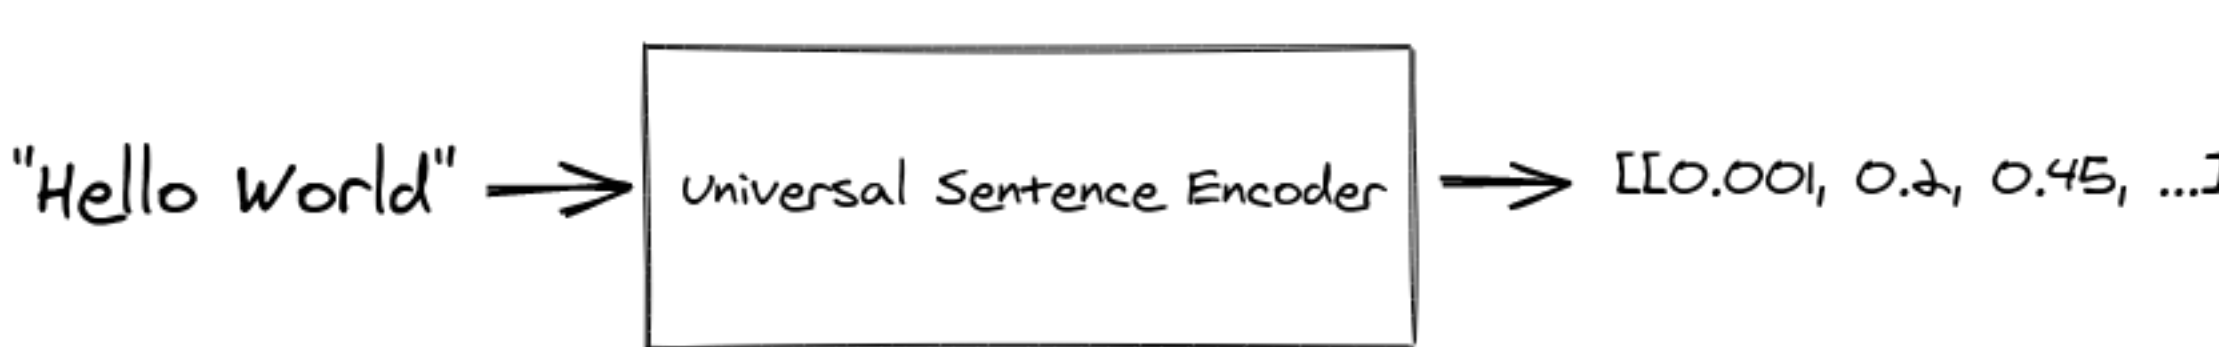 "Hello World" Universal Sentence Encoder [[0.001, 0.2, 0.45, ...]